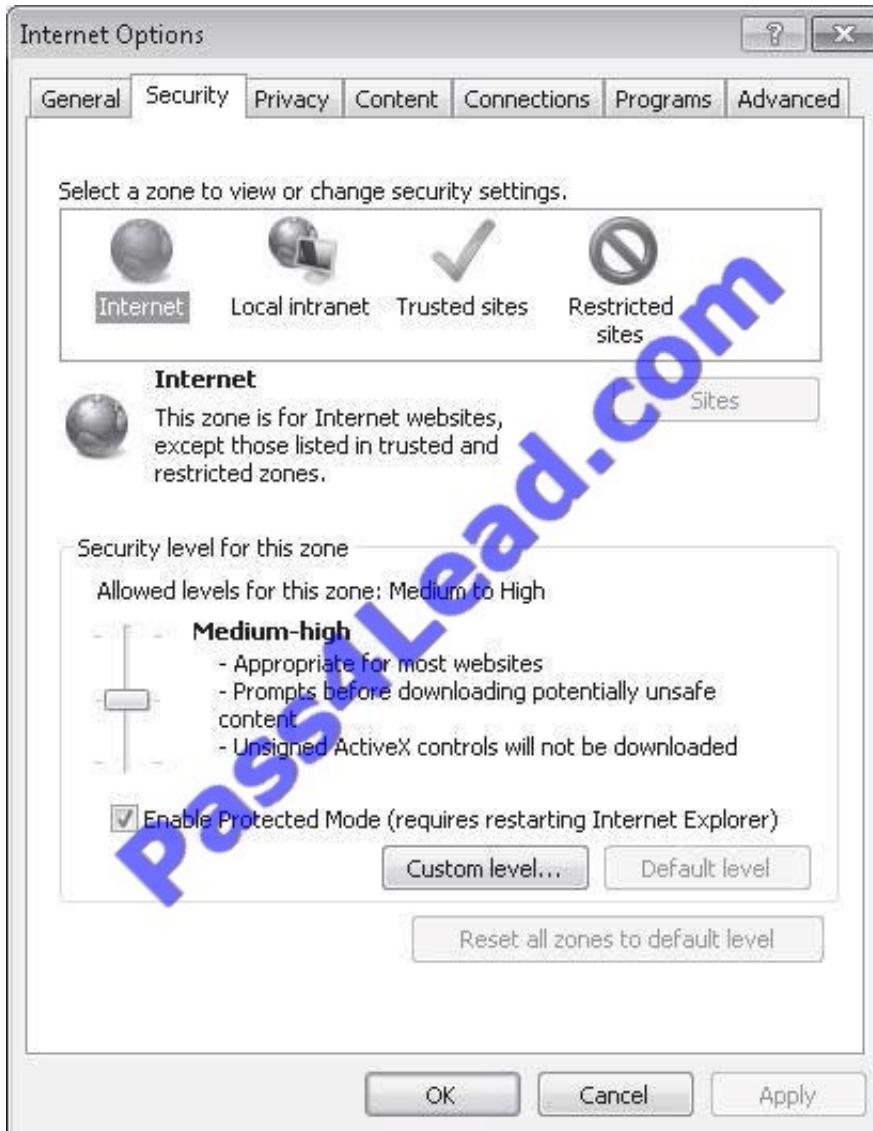 Internet Options
General Security Privacy Content Connections Programs Advanced
Select a zone to view or change security settings.
Internet Local intranet Trusted sites Restricted
sites
Internet
Sites
This zone is for Internet websites,
except those listed in trusted and
restricted zones.
Security level for this zone
Allowed levels for this zone: Medium to High
Medium-high
- Appropriate for most websites
- Prompts before downloading potentially unsafe
content
- Unsigned ActiveX controls will not be downloaded
Enable Protected Mode (requires restarting Internet Explorer)
Custom level... Default level
Reset all zones to default level
OK Cancel Apply
Pass4Lead.com